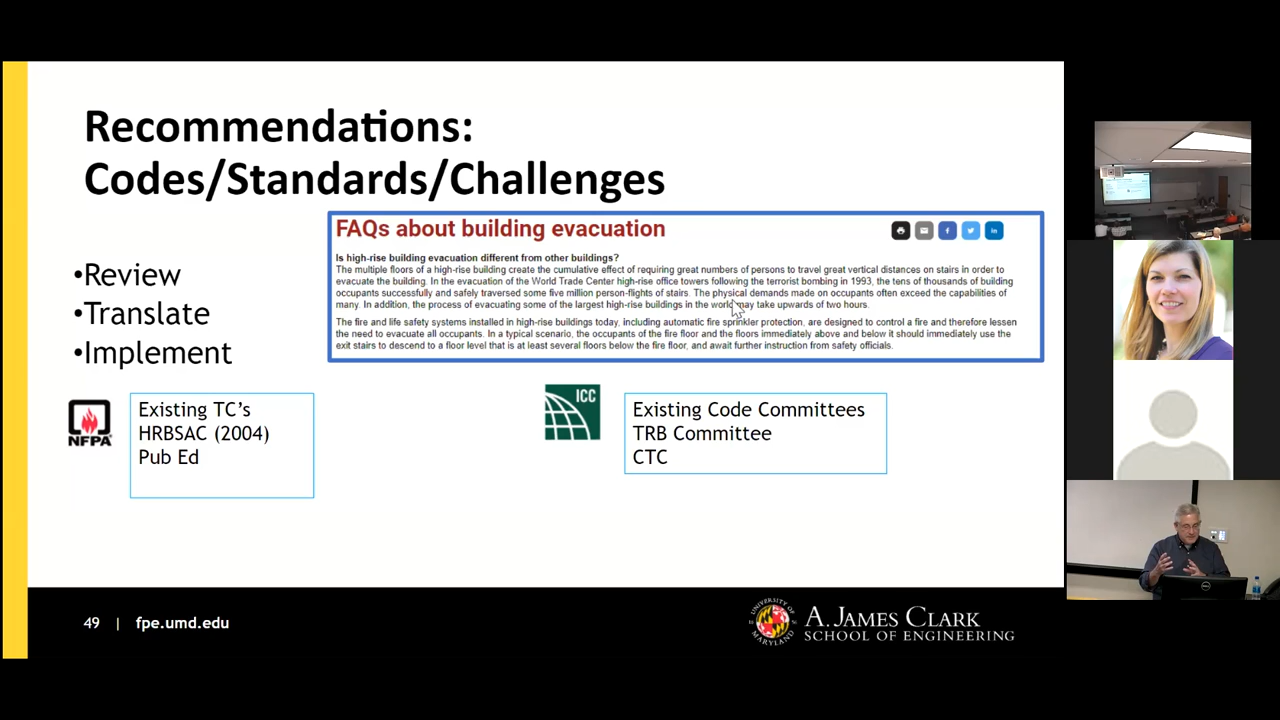 Recommendations:
Codes/Standards/Challenges
•Review
•Translate
•Implement
FAQs about building evacuation
Is high-rise building evacuation different from other buildings?
The multiple floors of a high-rise building create the cumulative effect of requiring great numbers of persons to travel great vertical distances on stairs in order to
evacuate the building. In the evacuation of the World Trade Center high-rise office towers following the terrorist bombing in 1993, the tens of thousands of building
occupants successfully and safely traversed some five million person-flights of stairs. The physical demands made on occupants often exceed the capabilities of
many. In addition, the process of evacuating some of the largest high-rise buildings in the world may take upwards of two hours.
The fire and life safety systems installed in high-rise buildings today, including automatic fire sprinkler protection, are designed to control a fire and therefore lessen
the need to evacuate all occupants. In a typical scenario, the occupants of the fire floor and the floors immediately above and below it should immediately use the
exit stairs to descend to a floor level that is at least several floors below the fire floor, and await further instruction from safety officials.
NFPA
Existing TC's
HRBSAC (2004)
Pub Ed
ICC
Existing Code Committees
TRB Committee
CTC
49 | fpe.umd.edu
UNIVERSITY OF
MARYLAND
A. JAMES CLARK
SCHOOL OF ENGINEERING